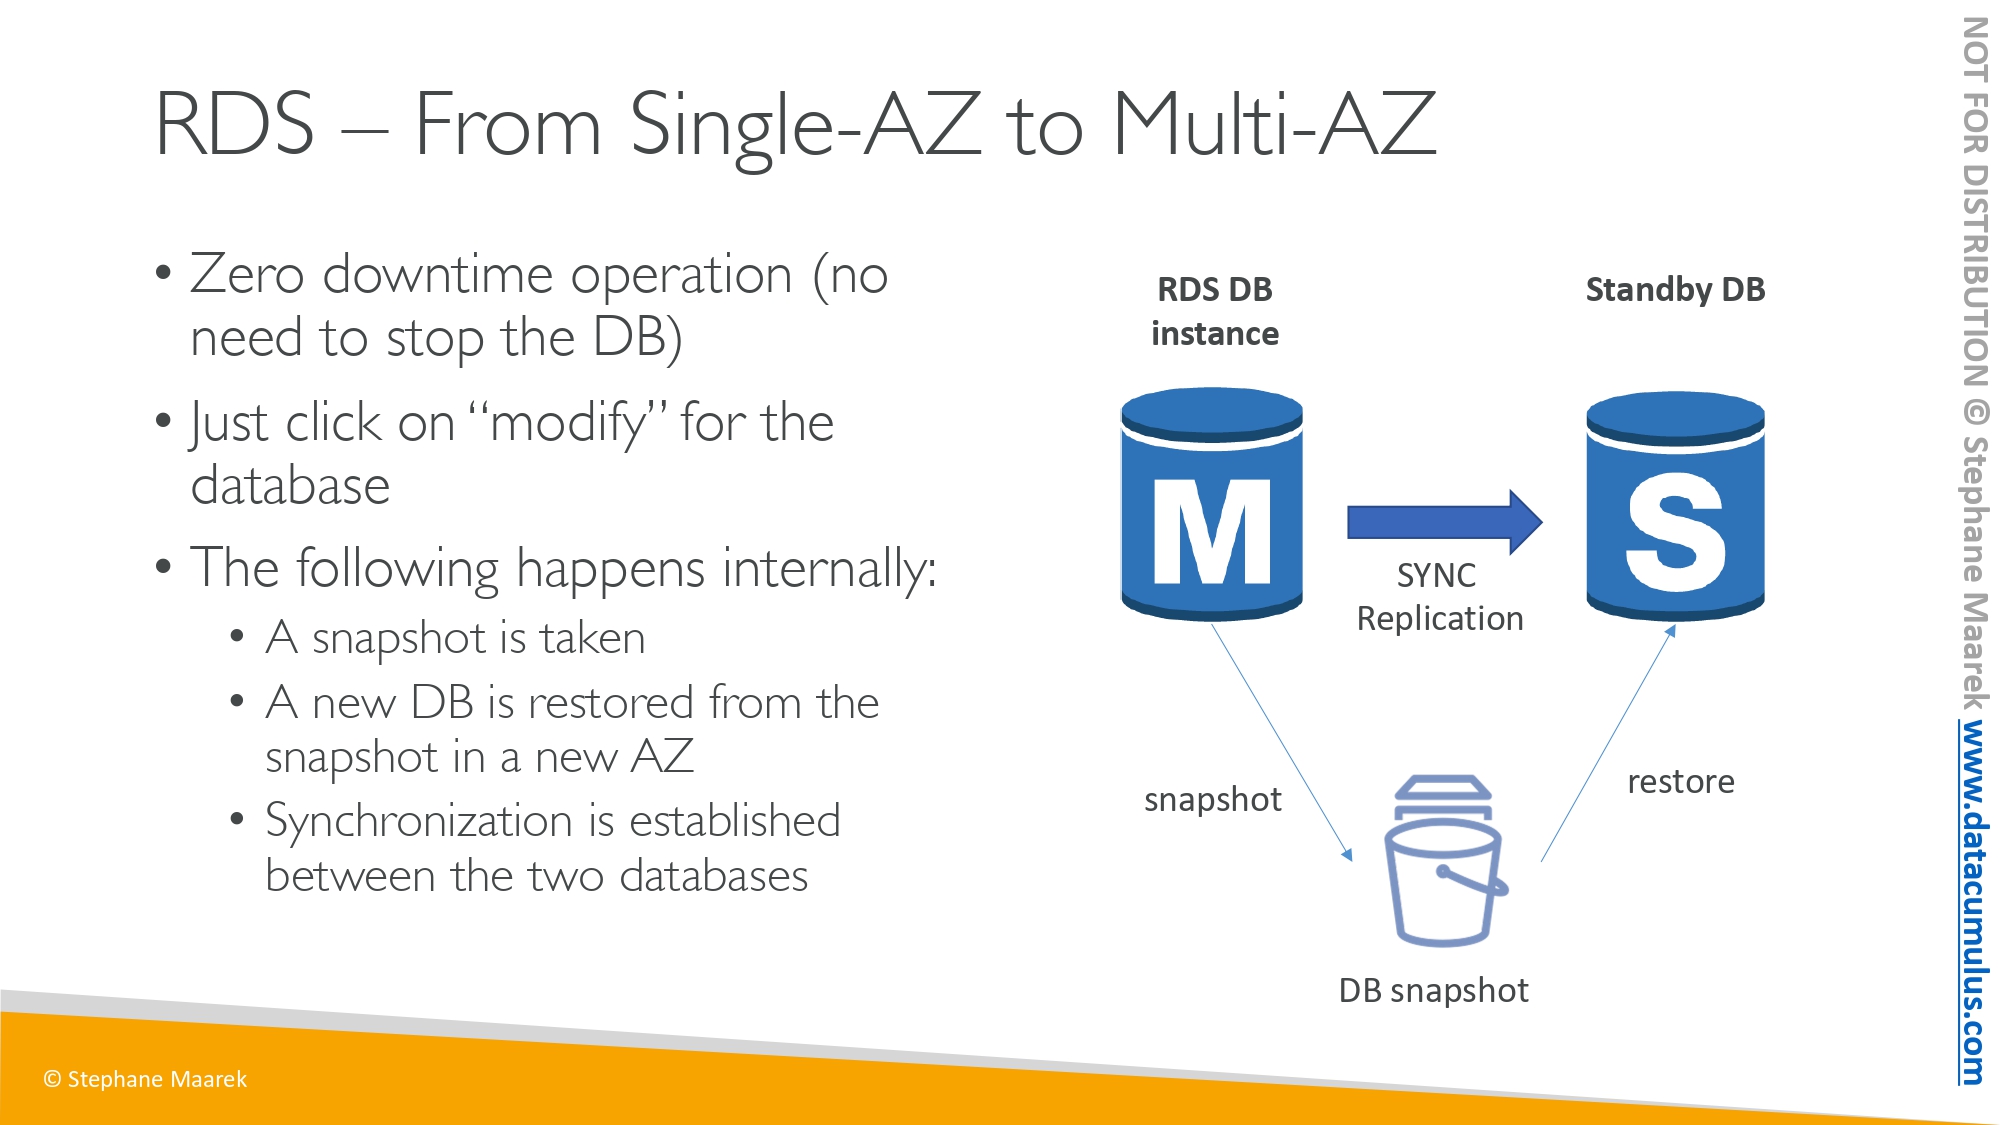 RDS – From Single-AZ to Multi-AZ
• Zero downtime operation (no
need to stop the DB)
• Just click on “modify” for the
database
• The following happens internally:
• A snapshot is taken
• A new DB is restored from the
snapshot in a new AZ
• Synchronization is established
between the two databases
RDS DB
instance
Standby DB
M
S
SYNC
Replication
snapshot
restore
DB snapshot
© Stephane Maarek
NOT FOR DISTRIBUTION © Stephane Maarek www.datacumulus.com